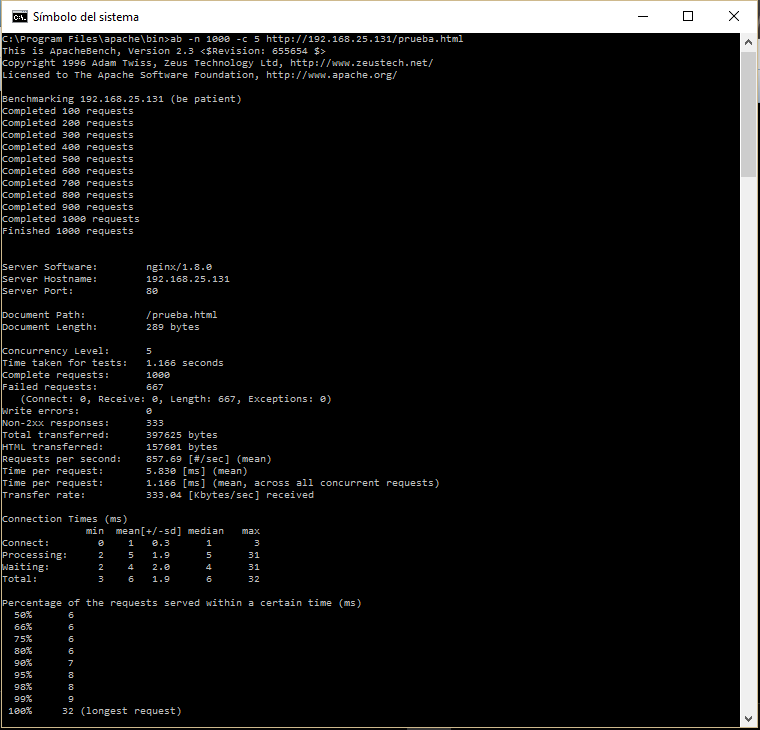 Símbolo del sistema
C:\Program Files\apache\bin>ab -n 1000 -c 5 http://192.168.25.131/prueba.html
This is ApacheBench, Version 2.3 <$Revision: 655654 $>
Copyright 1996 Adam Twiss, Zeus Technology Ltd, http://www.zeustech.net/
Licensed to The Apache Software Foundation, http://www.apache.org/

Benchmarking 192.168.25.131 (be patient)
Completed 100 requests
Completed 200 requests
Completed 300 requests
Completed 400 requests
Completed 500 requests
Completed 600 requests
Completed 700 requests
Completed 800 requests
Completed 900 requests
Completed 1000 requests
Finished 1000 requests


Server Software:        nginx/1.8.0
Server Hostname:        192.168.25.131
Server Port:            80

Document Path:          /prueba.html
Document Length:        289 bytes

Concurrency Level:      5
Time taken for tests:   1.166 seconds
Complete requests:      1000
Failed requests:        667
   (Connect: 0, Receive: 0, Length: 667, Exceptions: 0)
Write errors:           0
Non-2xx responses:      333
Total transferred:      397625 bytes
HTML transferred:       157601 bytes
Requests per second:    857.69 [#/sec] (mean)
Time per request:       5.830 [ms] (mean)
Time per request:       1.166 [ms] (mean, across all concurrent requests)
Transfer rate:          333.04 [Kbytes/sec] received

Connection Times (ms)
              min  mean[+/-sd] median   max
Connect:        0    1   0.3      1       3
Processing:     2    5   1.9      5      31
Waiting:        2    4   2.0      4      31
Total:          3    6   1.9      6      32

Percentage of the requests served within a certain time (ms)
  50%      6
  66%      6
  75%      6
  80%      6
  90%      7
  95%      8
  98%      8
  99%      9
 100%     32 (longest request)